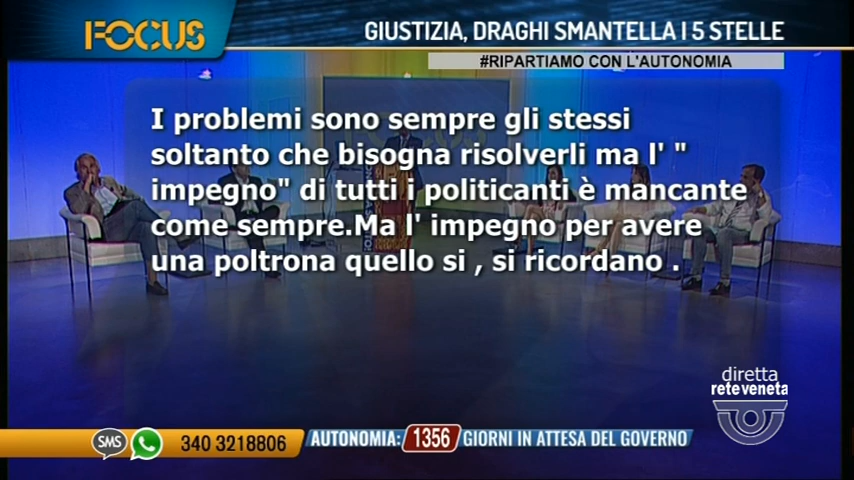 FOCUS
GIUSTIZIA, DRAGHI SMANTELLA I 5 STELLE
#RIPARTIAMO CON L'AUTONOMIA
I problemi sono sempre gli stessi
soltanto che bisogna risolverli ma l' "
impegno" di tutti i politicanti è mancante
come sempre.Ma l' impegno per avere
una poltrona quello si , si ricordano .
diretta
reteveneta
SMS
340 3218806
AUTONOMIA: 1356 GIORNI IN ATTESA DEL GOVERNO